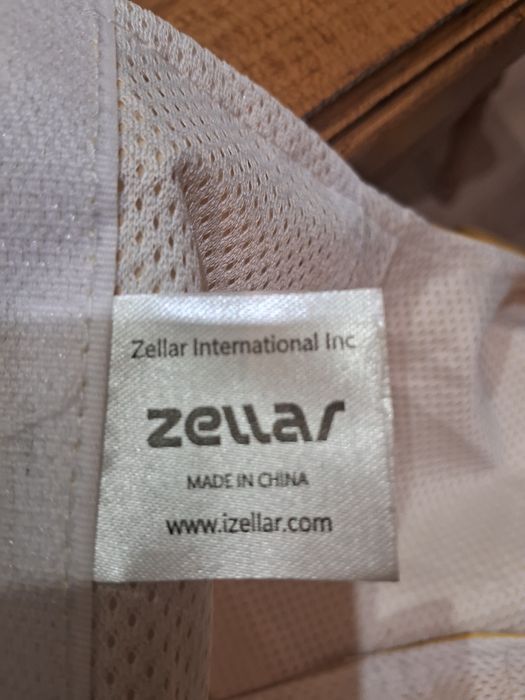 Zellar International Inc
zellar
MADE IN CHINA
www.izellar.com